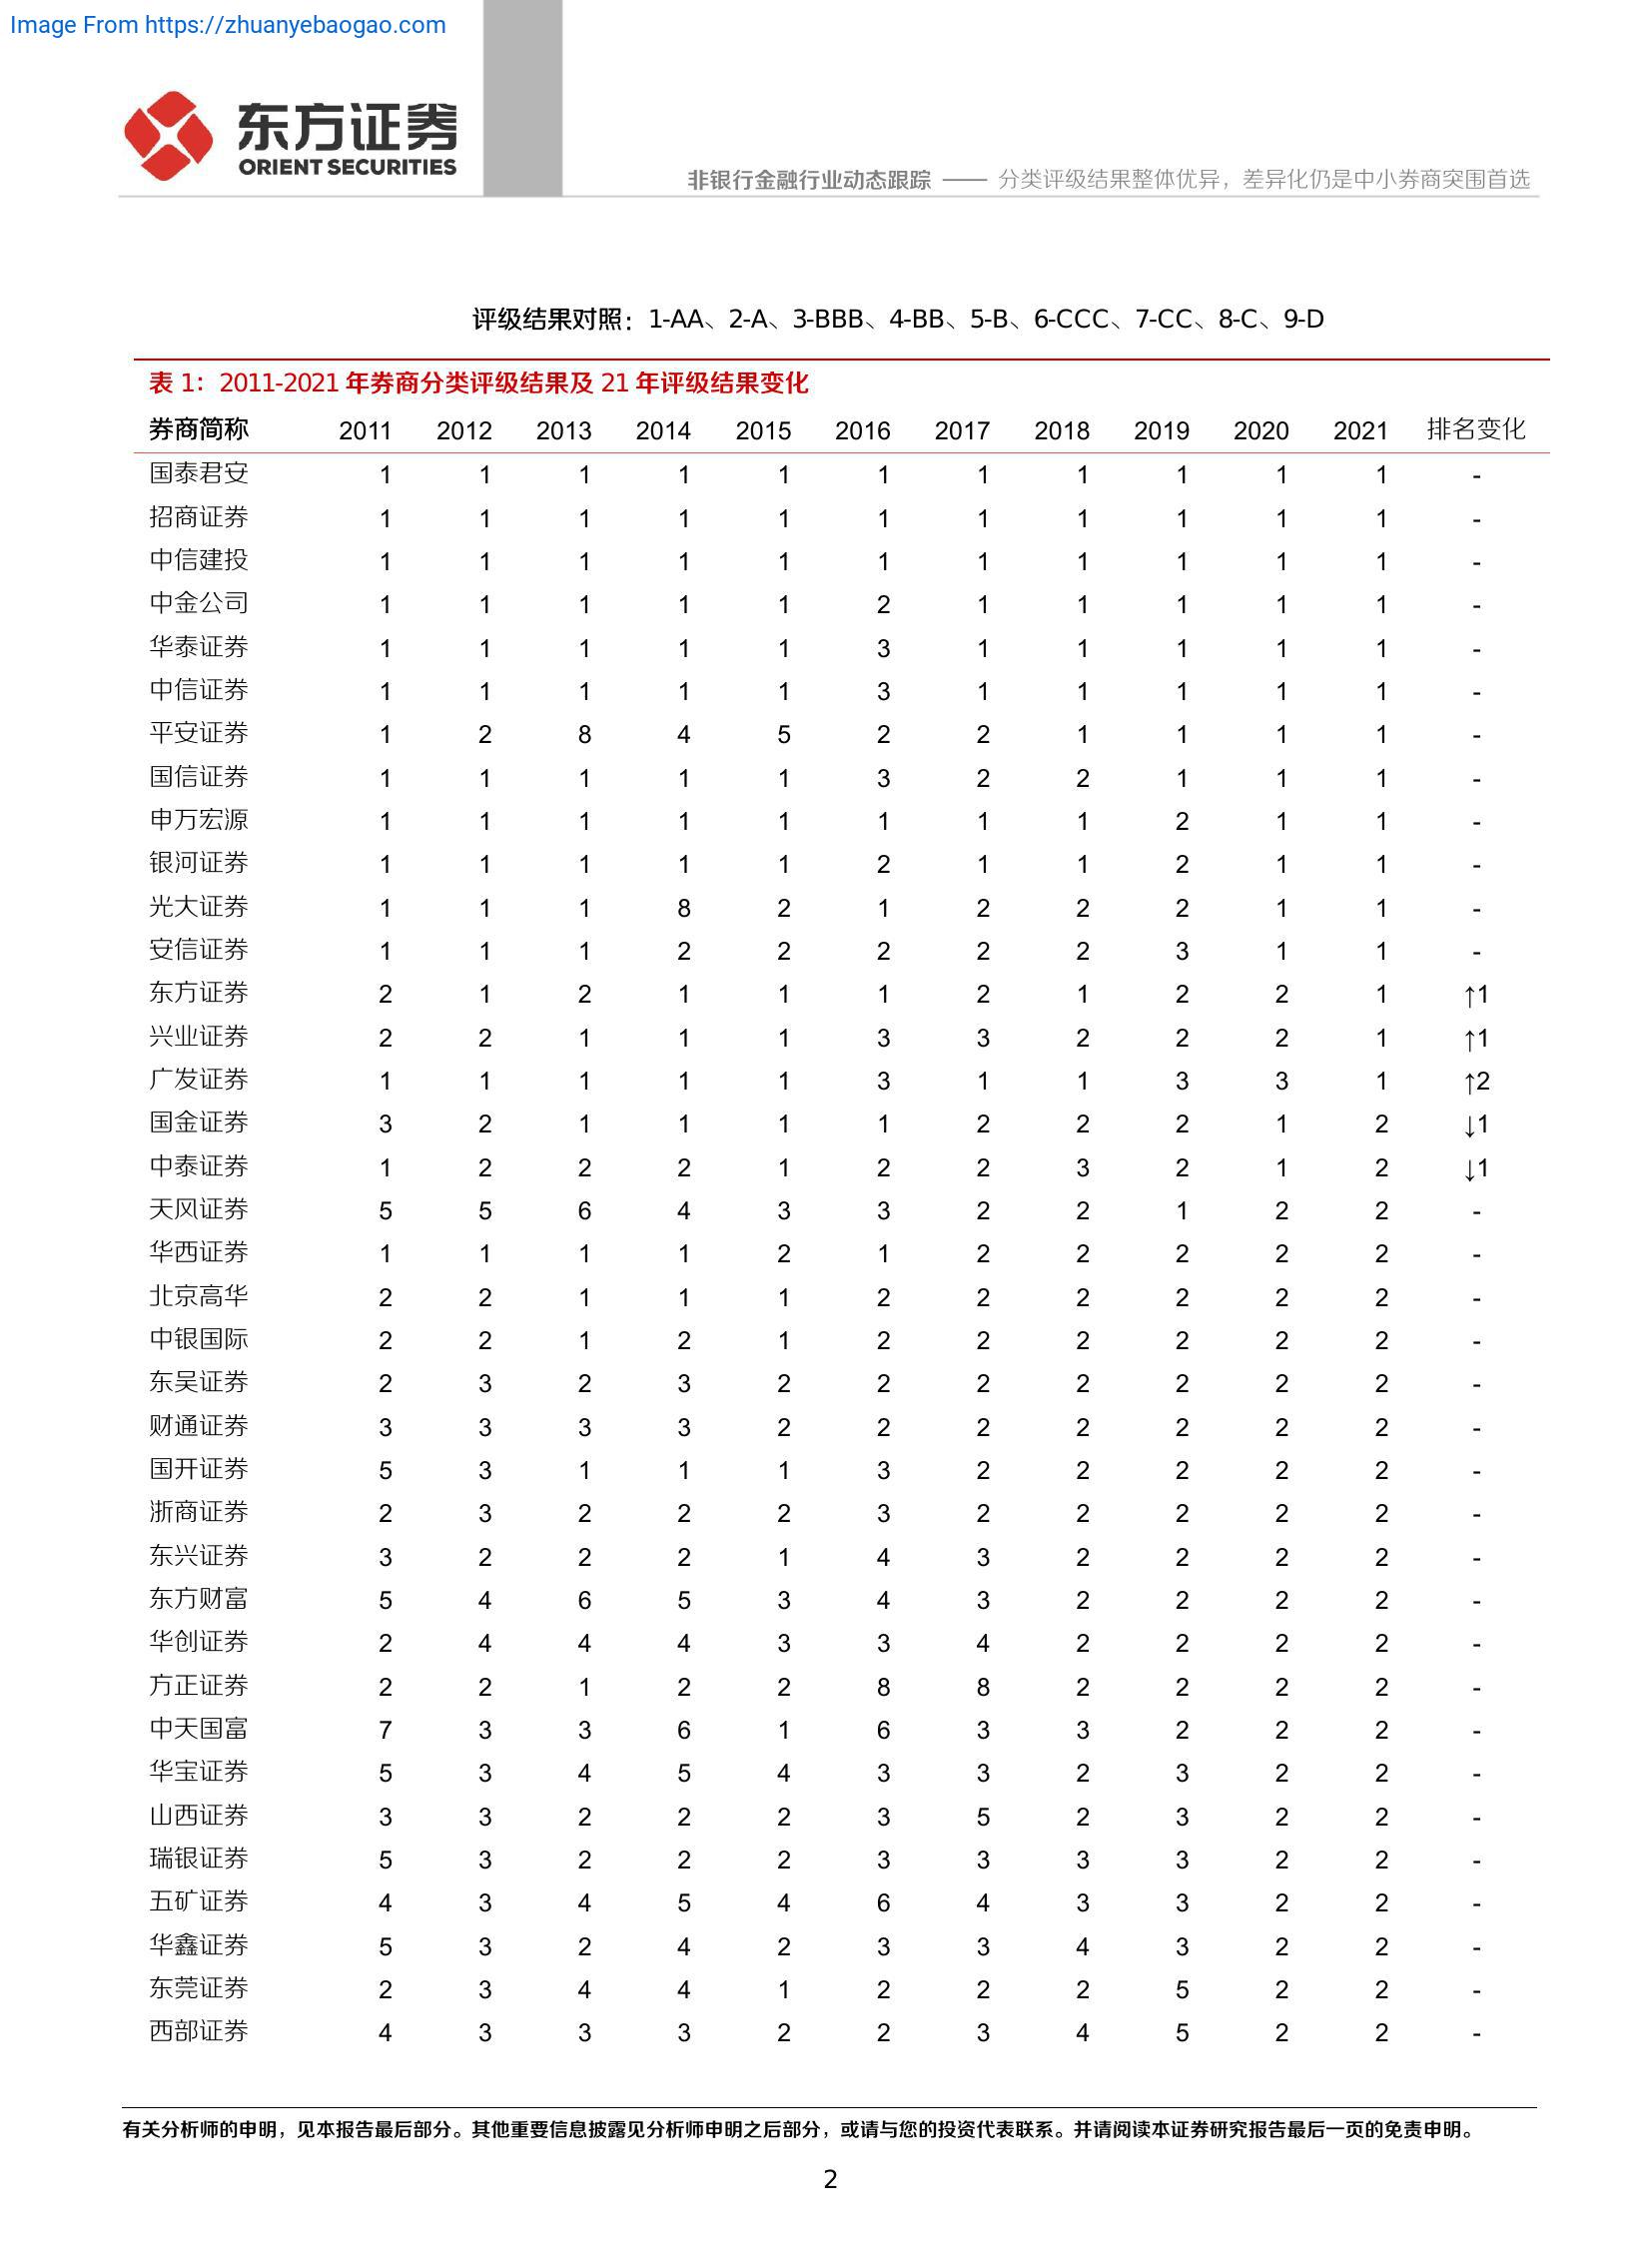 Image From https://zhuanyebaogao.com
东方证券
ORIENT SECURITIES
非银行金融行业动态跟踪 —— 分类评级结果整体优异，差异化仍是中小券商突围首选
评级结果对照：1-AA、2-A、3-BBB、4-BB、5-B、6-CCC、7-CC、8-C、9-D
表 1：2011-2021 年券商分类评级结果及 21 年评级结果变化
券商简称 2011 2012 2013 2014 2015 2016 2017 2018 2019 2020 2021 排名变化
国泰君安 1 1 1 1 1 1 1 1 1 1 1 -
招商证券 1 1 1 1 1 1 1 1 1 1 1 -
中信建投 1 1 1 1 1 1 1 1 1 1 1 -
中金公司 1 1 1 1 1 2 1 1 1 1 1 -
华泰证券 1 1 1 1 1 3 1 1 1 1 1 -
中信证券 1 1 1 1 1 3 1 1 1 1 1 -
平安证券 1 2 8 4 5 2 2 1 1 1 1 -
国信证券 1 1 1 1 1 3 2 2 1 1 1 -
申万宏源 1 1 1 1 1 1 1 1 2 1 1 -
银河证券 1 1 1 1 1 2 1 1 2 1 1 -
光大证券 1 1 1 8 2 1 2 2 2 1 1 -
安信证券 1 1 1 2 2 2 2 2 3 1 1 -
东方证券 2 1 2 1 1 1 2 1 2 2 1 ↑1
兴业证券 2 2 1 1 1 3 3 2 2 2 1 ↑1
广发证券 1 1 1 1 1 3 1 1 3 3 1 ↑2
国金证券 3 2 1 1 1 1 2 2 2 1 2 ↓1
中泰证券 1 2 2 2 1 2 2 3 2 1 2 ↓1
天风证券 5 5 6 4 3 3 2 2 1 2 2 -
华西证券 1 1 1 1 2 1 2 2 2 2 2 -
北京高华 2 2 1 1 1 2 2 2 2 2 2 -
中银国际 2 2 1 2 1 2 2 2 2 2 2 -
东吴证券 2 3 2 3 2 2 2 2 2 2 2 -
财通证券 3 3 3 3 2 2 2 2 2 2 2 -
国开证券 5 3 1 1 1 3 2 2 2 2 2 -
浙商证券 2 3 2 2 2 3 2 2 2 2 2 -
东兴证券 3 2 2 2 1 4 3 2 2 2 2 -
东方财富 5 4 6 5 3 4 3 2 2 2 2 -
华创证券 2 4 4 4 3 3 4 2 2 2 2 -
方正证券 2 2 1 2 2 8 8 2 2 2 2 -
中天国富 7 3 3 6 1 6 3 3 2 2 2 -
华宝证券 5 3 4 5 4 3 3 2 3 2 2 -
山西证券 3 3 2 2 2 3 5 2 3 2 2 -
瑞银证券 5 3 2 2 2 3 3 3 3 2 2 -
五矿证券 4 3 4 5 4 6 4 3 3 2 2 -
华鑫证券 5 3 2 4 2 3 3 4 3 2 2 -
东莞证券 2 3 4 4 1 2 2 2 5 2 2 -
西部证券 4 3 3 3 2 2 3 4 5 2 2 -
有关分析师的申明，见本报告最后部分。其他重要信息披露见分析师申明之后部分，或请与您的投资代表联系。并请阅读本证券研究报告最后一页的免责申明。
2